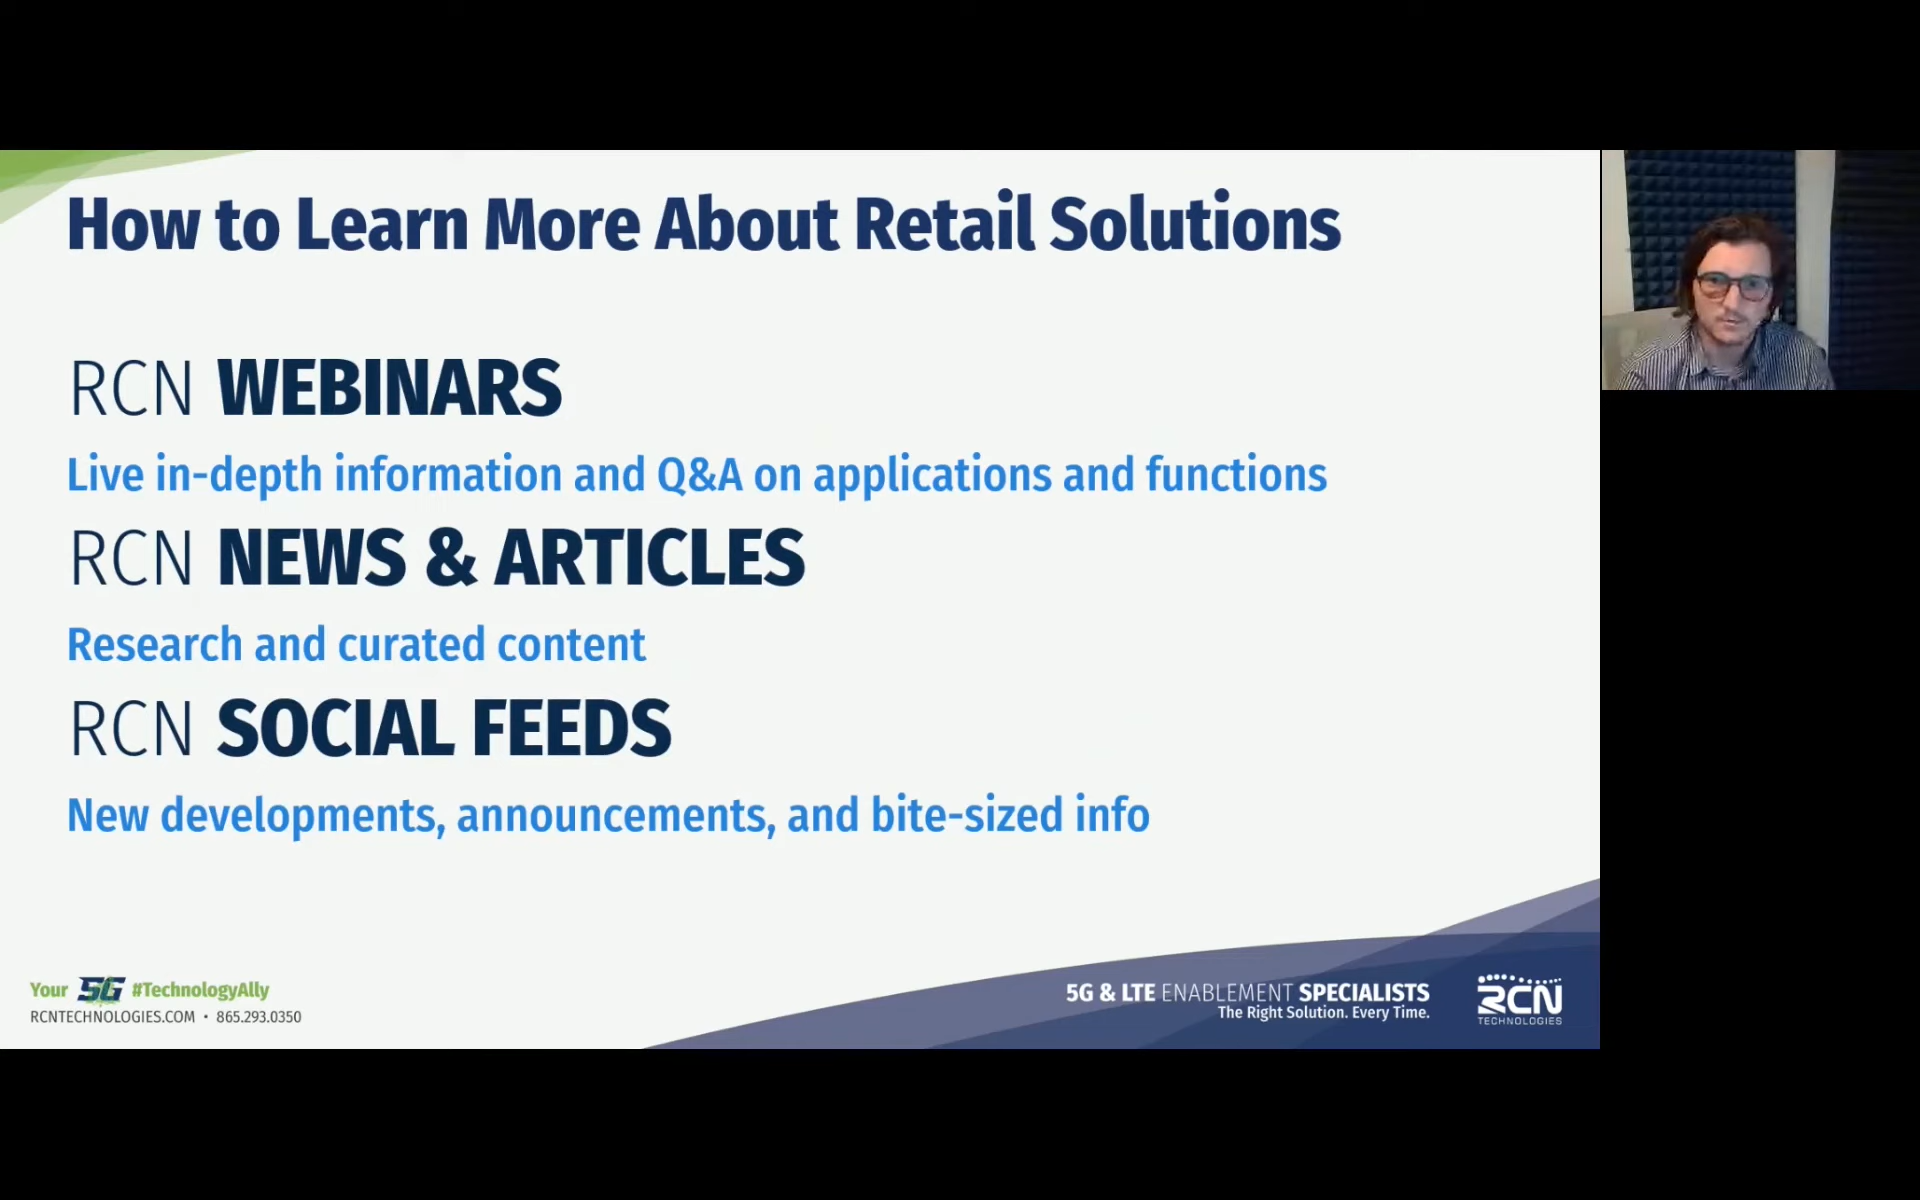 How to Learn More About Retail Solutions
RCN WEBINARS
Live in-depth information and Q&A on applications and functions
RCN NEWS & ARTICLES
Research and curated content
RCN SOCIAL FEEDS
New developments, announcements, and bite-sized info
Your 5G #TechnologyAlly
RCNTECHNOLOGIES.COM • 865.293.0350
5G & LTE ENABLEMENT SPECIALISTS
The Right Solution. Every Time.
RCN
TECHNOLOGIES